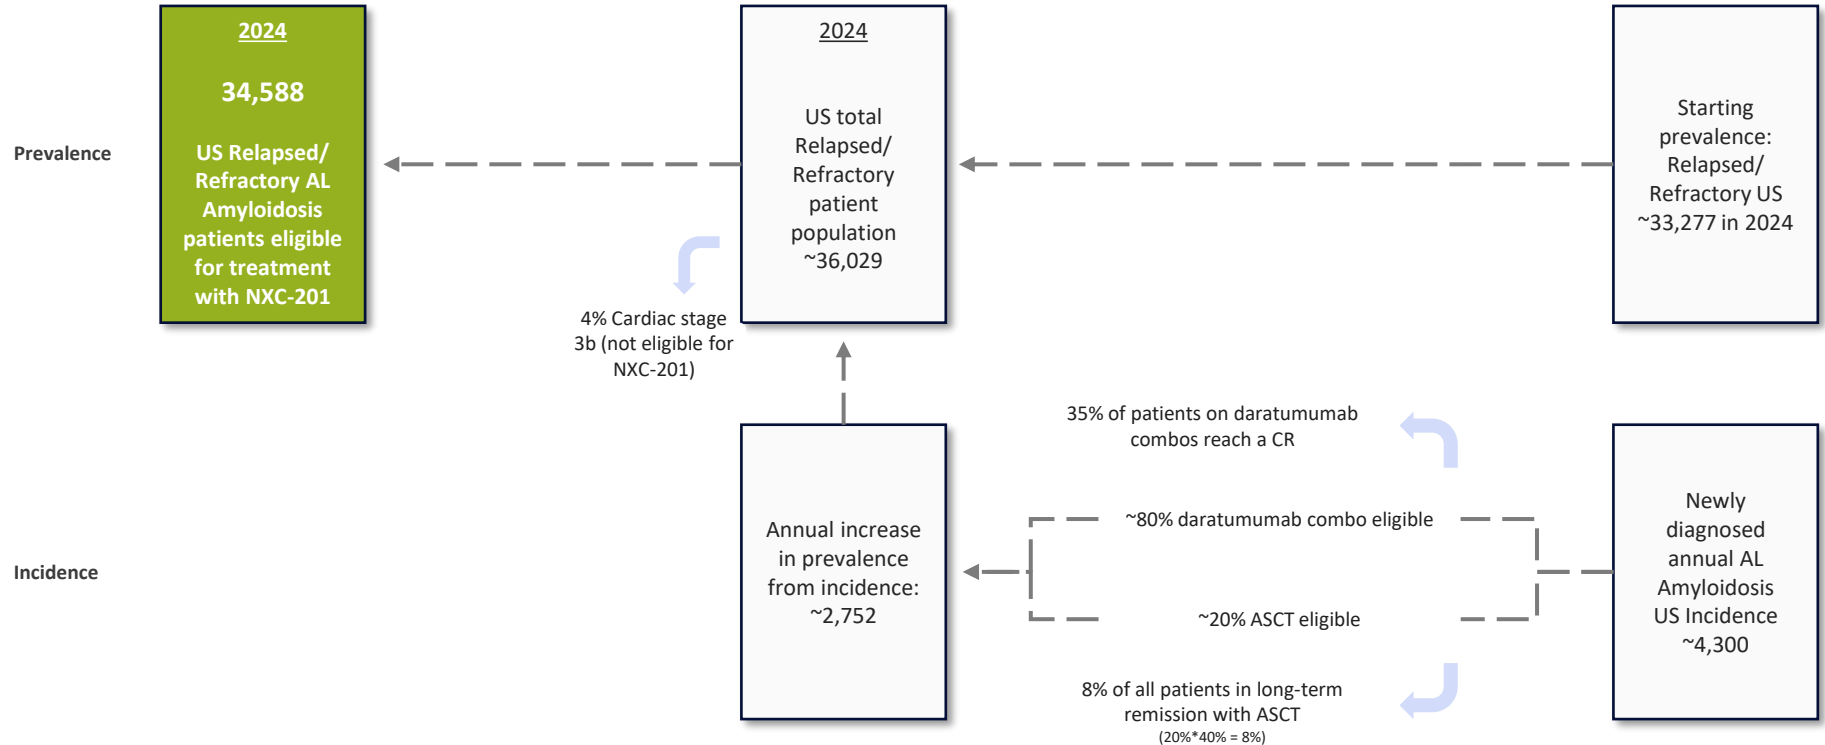 Prevalence
2024
34,588
US Relapsed/
Refractory AL
Amyloidosis
patients eligible
for treatment
with NXC-201
2024
US total
Relapsed/
Refractory
patient
population
~36,029
Starting
prevalence:
Relapsed/
Refractory US
~33,277 in 2024
4% Cardiac stage
3b (not eligible for
NXC-201)
Incidence
Annual increase
in prevalence
from incidence:
~2,752
35% of patients on daratumumab
combos reach a CR
~80% daratumumab combo eligible
~20% ASCT eligible
8% of all patients in long-term
remission with ASCT
(20%*40% = 8%)
Newly
diagnosed
annual AL
Amyloidosis
US Incidence
~4,300